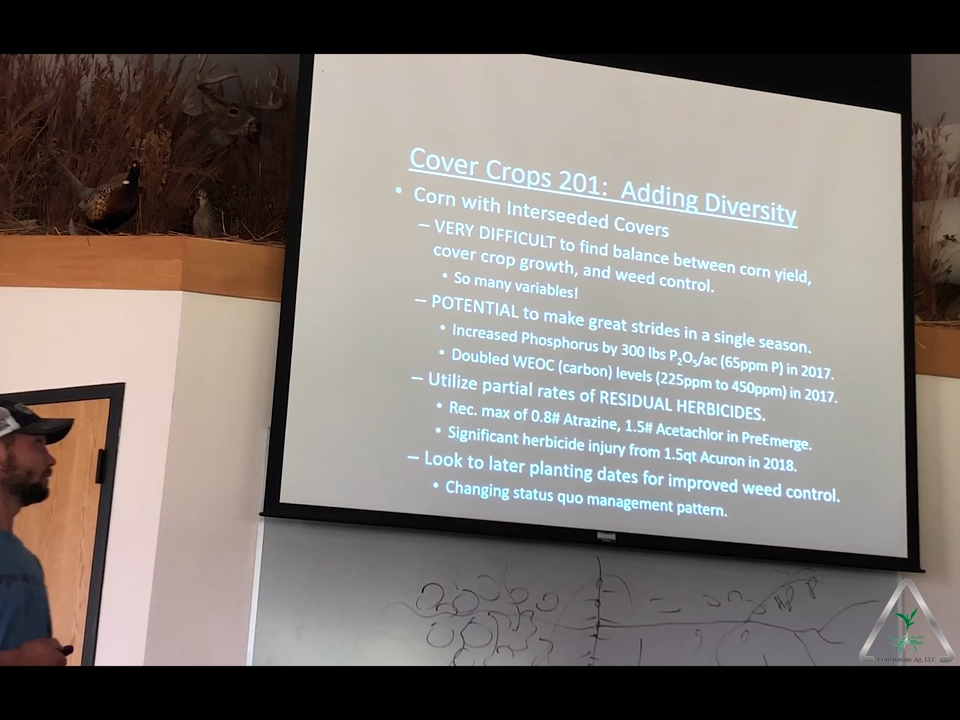 Cover Crops 201: Adding Diversity
• Corn with Interseeded Covers
– VERY DIFFICULT to find balance between corn yield,
cover crop growth, and weed control.
• So many variables!
– POTENTIAL to make great strides in a single season.
• Increased Phosphorus by 300 lbs P₂O₅/ac (65ppm P) in 2017.
• Doubled WEOC (carbon) levels (225ppm to 450ppm) in 2017.
– Utilize partial rates of RESIDUAL HERBICIDES.
• Rec. max of 0.8# Atrazine, 1.5# Acetachlor in PreEmerge.
• Significant herbicide injury from 1.5qt Acuron in 2018.
– Look to later planting dates for improved weed control.
• Changing status quo management pattern.
Ag, LLC